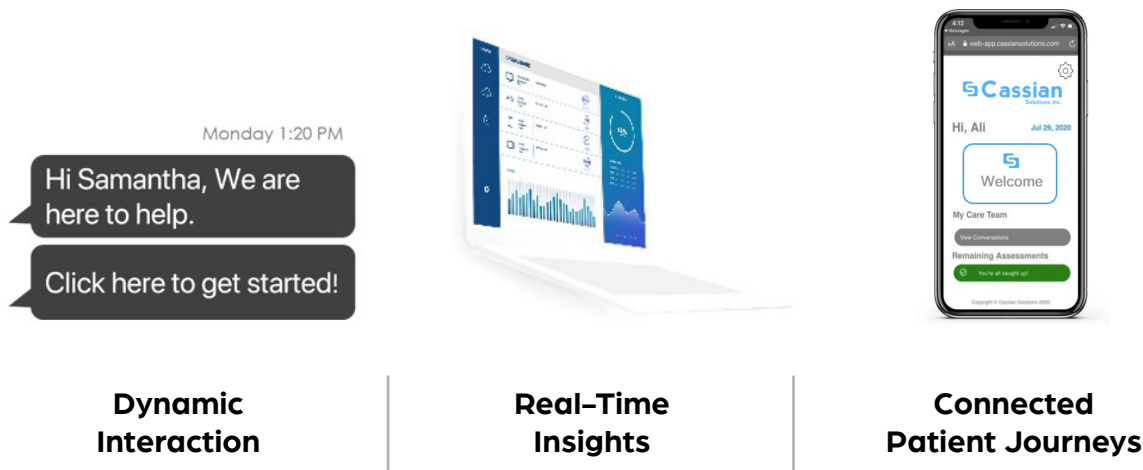 Monday 1:20 PM
Hi Samantha, We are
here to help.
Click here to get started!
4:12
Messages
AA web-app.cassiansolutions.com
Cassian
Solutions Inc.
Hi, Ali Jul 29, 2020
Welcome
My Care Team
View Conversations
Remaining Assessments
You're all caught up!
Copyright © Cassian Solutions 2020
Dynamic
Interaction
Real-Time
Insights
Connected
Patient Journeys